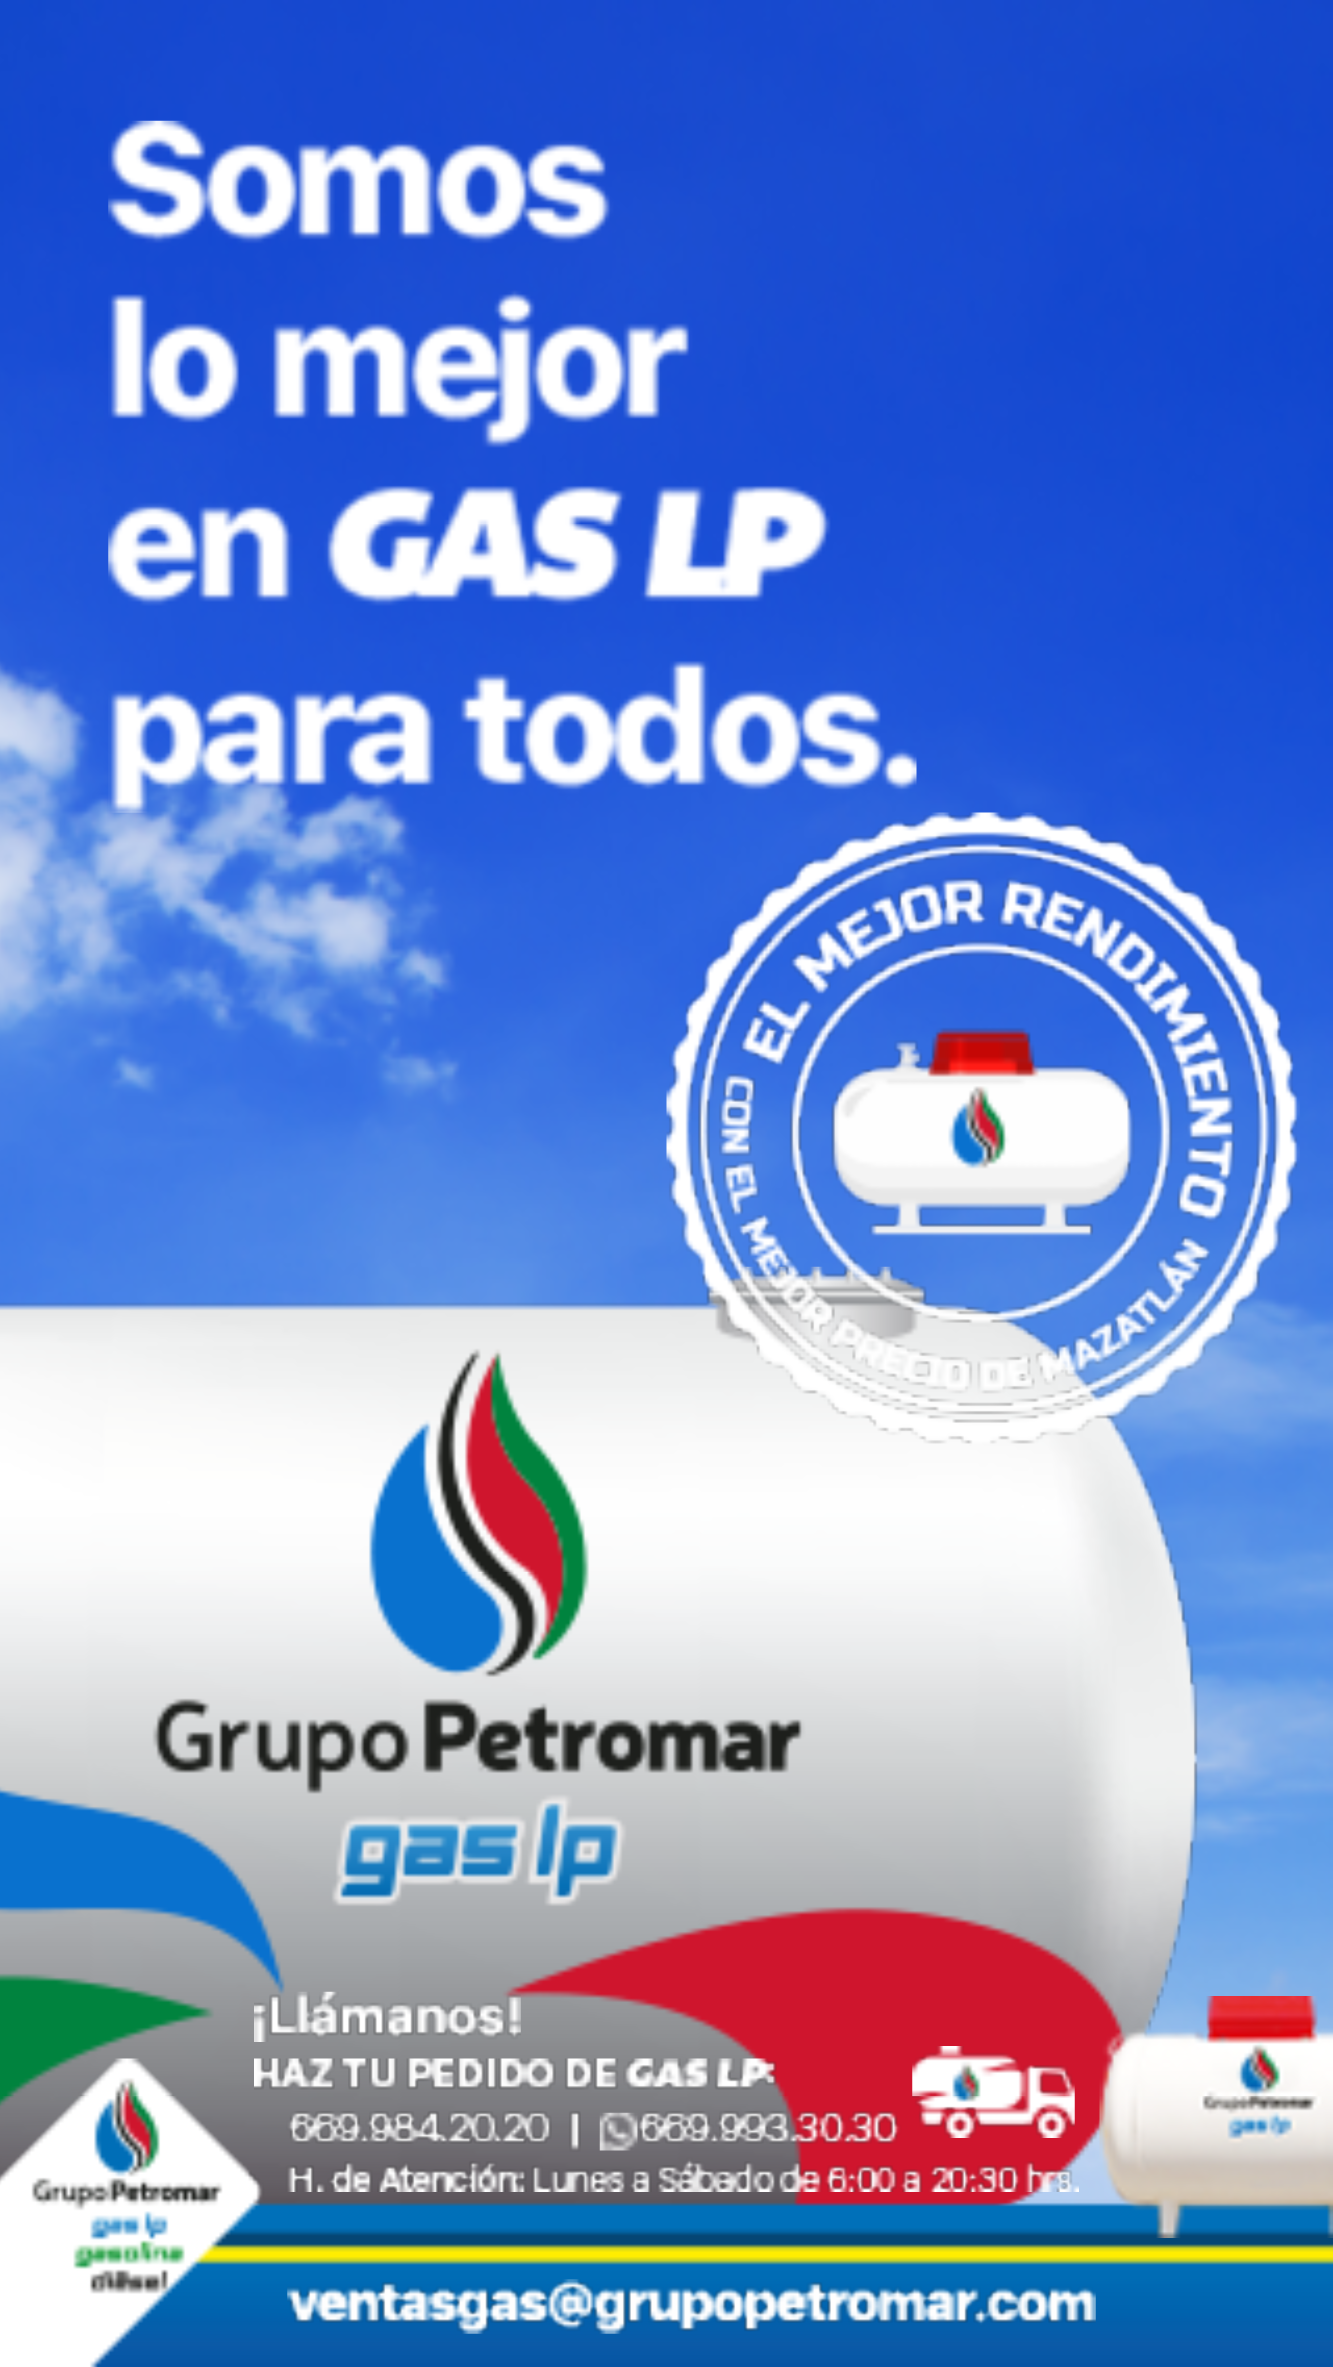 Somos
lo mejor
en GAS LP
para todos.
EL MEJOR RENDIMIENTO
CON EL MEJOR PRECIO DE MAZATLÁN
Grupo Petromar
gas lp
¡Llámanos!
HAZ TU PEDIDO DE GAS LP:
669.984.20.20 | 669.993.30.30
H. de Atención: Lunes a Sábado de 6:00 a 20:30 hrs.
Grupo Petromar
gas lp
Grupo Petromar
gas lp
gasolina
diésel
ventasgas@grupopetromar.com